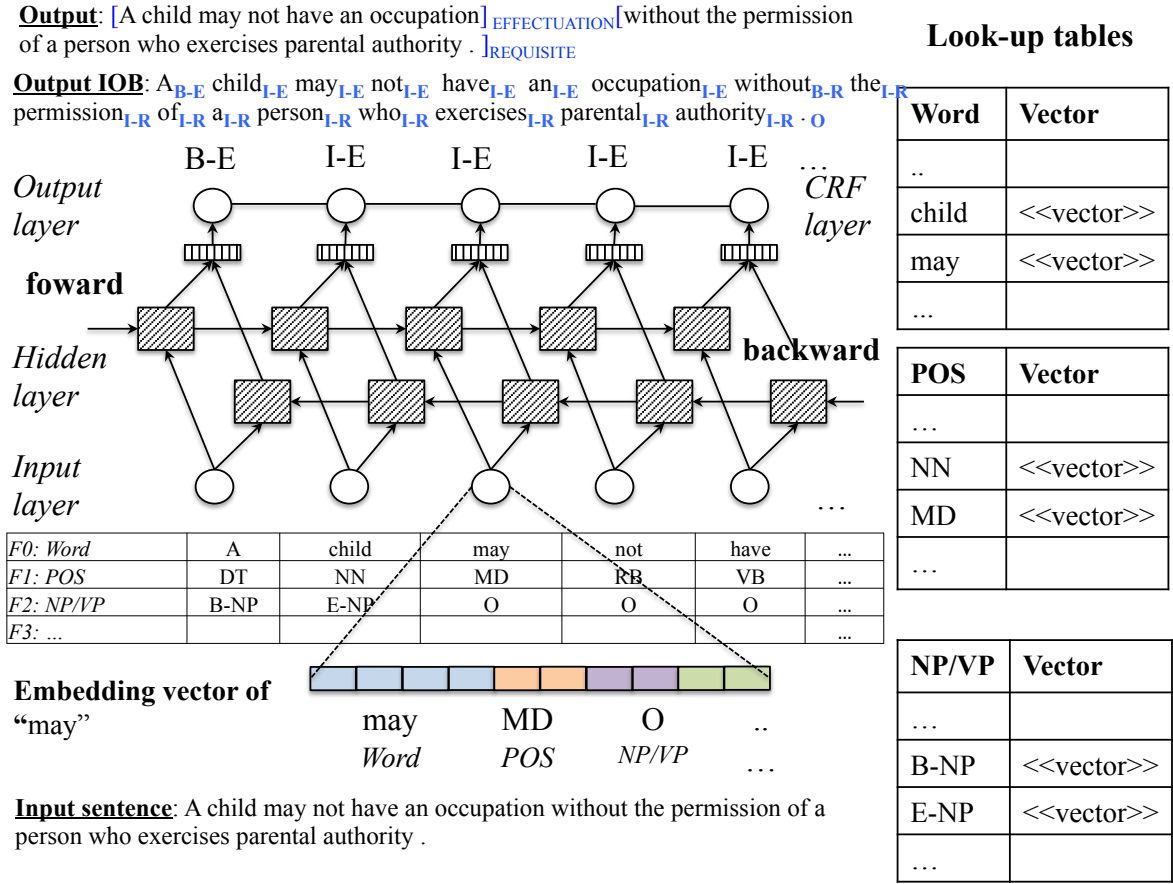 Output: [A child may not have an occupation] EFFECTUATION[without the permission
of a person who exercises parental authority . ]REQUISITE
Output IOB: AB-E childI-E mayI-E notI-E haveI-E anI-E occupationI-E withoutB-R theI-R
permissionI-R ofI-R aI-R personI-R whoI-R exercisesI-R parentalI-R authorityI-R . O
B-E I-E I-E I-E I-E …
Output
layer
CRF
layer
foward
Hidden
layer
backward
Input
layer
…
F0: Word A child may not have ...
F1: POS DT NN MD RB VB ...
F2: NP/VP B-NP E-NP O O O ...
F3: … ...
Embedding vector of
“may”
may MD O ..
Word POS NP/VP …
Input sentence: A child may not have an occupation without the permission of a
person who exercises parental authority .
Look-up tables
Word Vector
..
child <<vector>>
may <<vector>>
…
POS Vector
…
NN <<vector>>
MD <<vector>>
…
NP/VP Vector
…
B-NP <<vector>>
E-NP <<vector>>
…